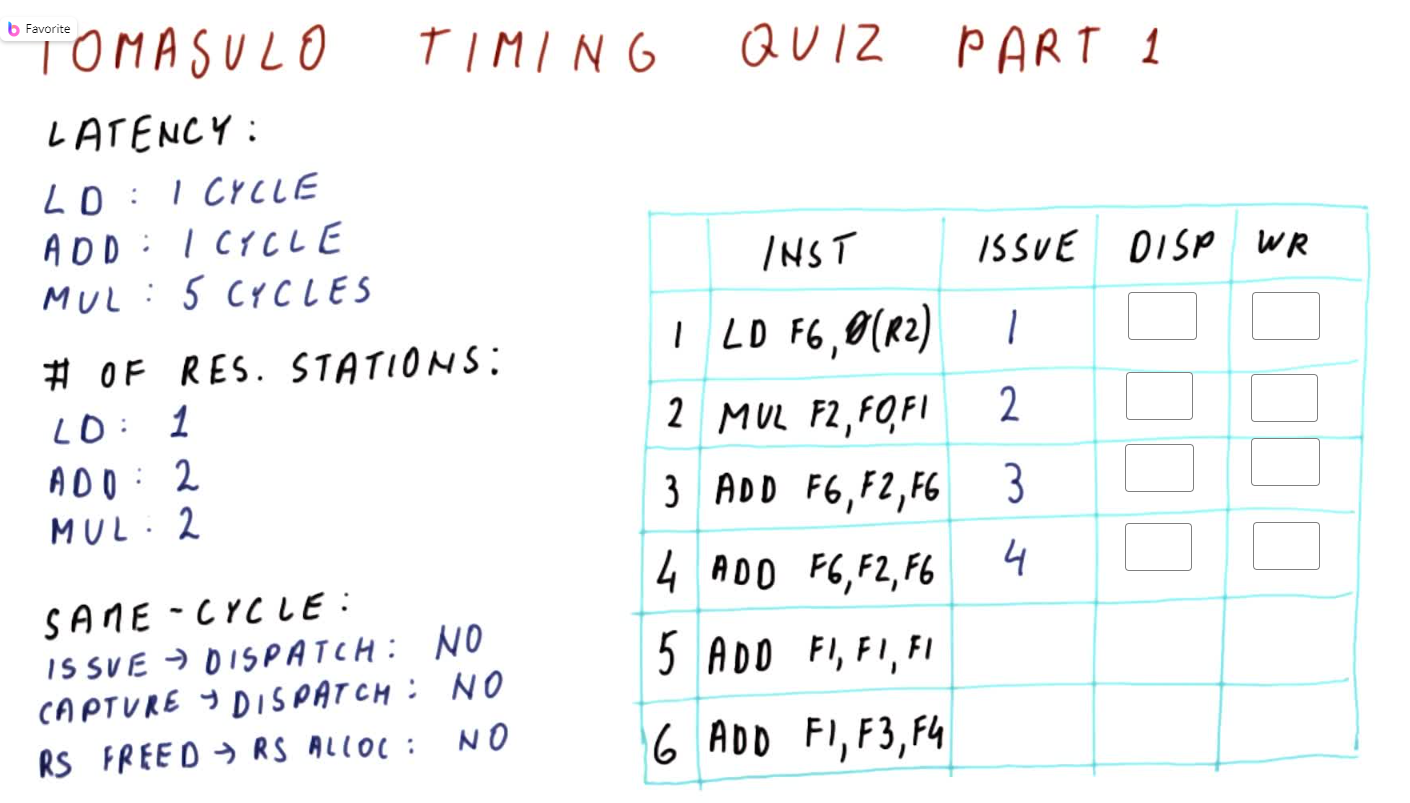 Favorite
TOMASULO TIMING QUIZ PART 1
LATENCY:
LD : 1 CYCLE
ADD : 1 CYCLE
MUL : 5 CYCLES
# OF RES. STATIONS:
LD : 1
ADD : 2
MUL : 2
SAME-CYCLE:
ISSUE → DISPATCH : NO
CAPTURE → DISPATCH : NO
RS FREED → RS ALLOC : NO
INST ISSUE DISP WR
1 LD F6, 0(R2) 1
2 MUL F2, F0, F1 2
3 ADD F6, F2, F6 3
4 ADD F6, F2, F6 4
5 ADD F1, F1, F1
6 ADD F1, F3, F4